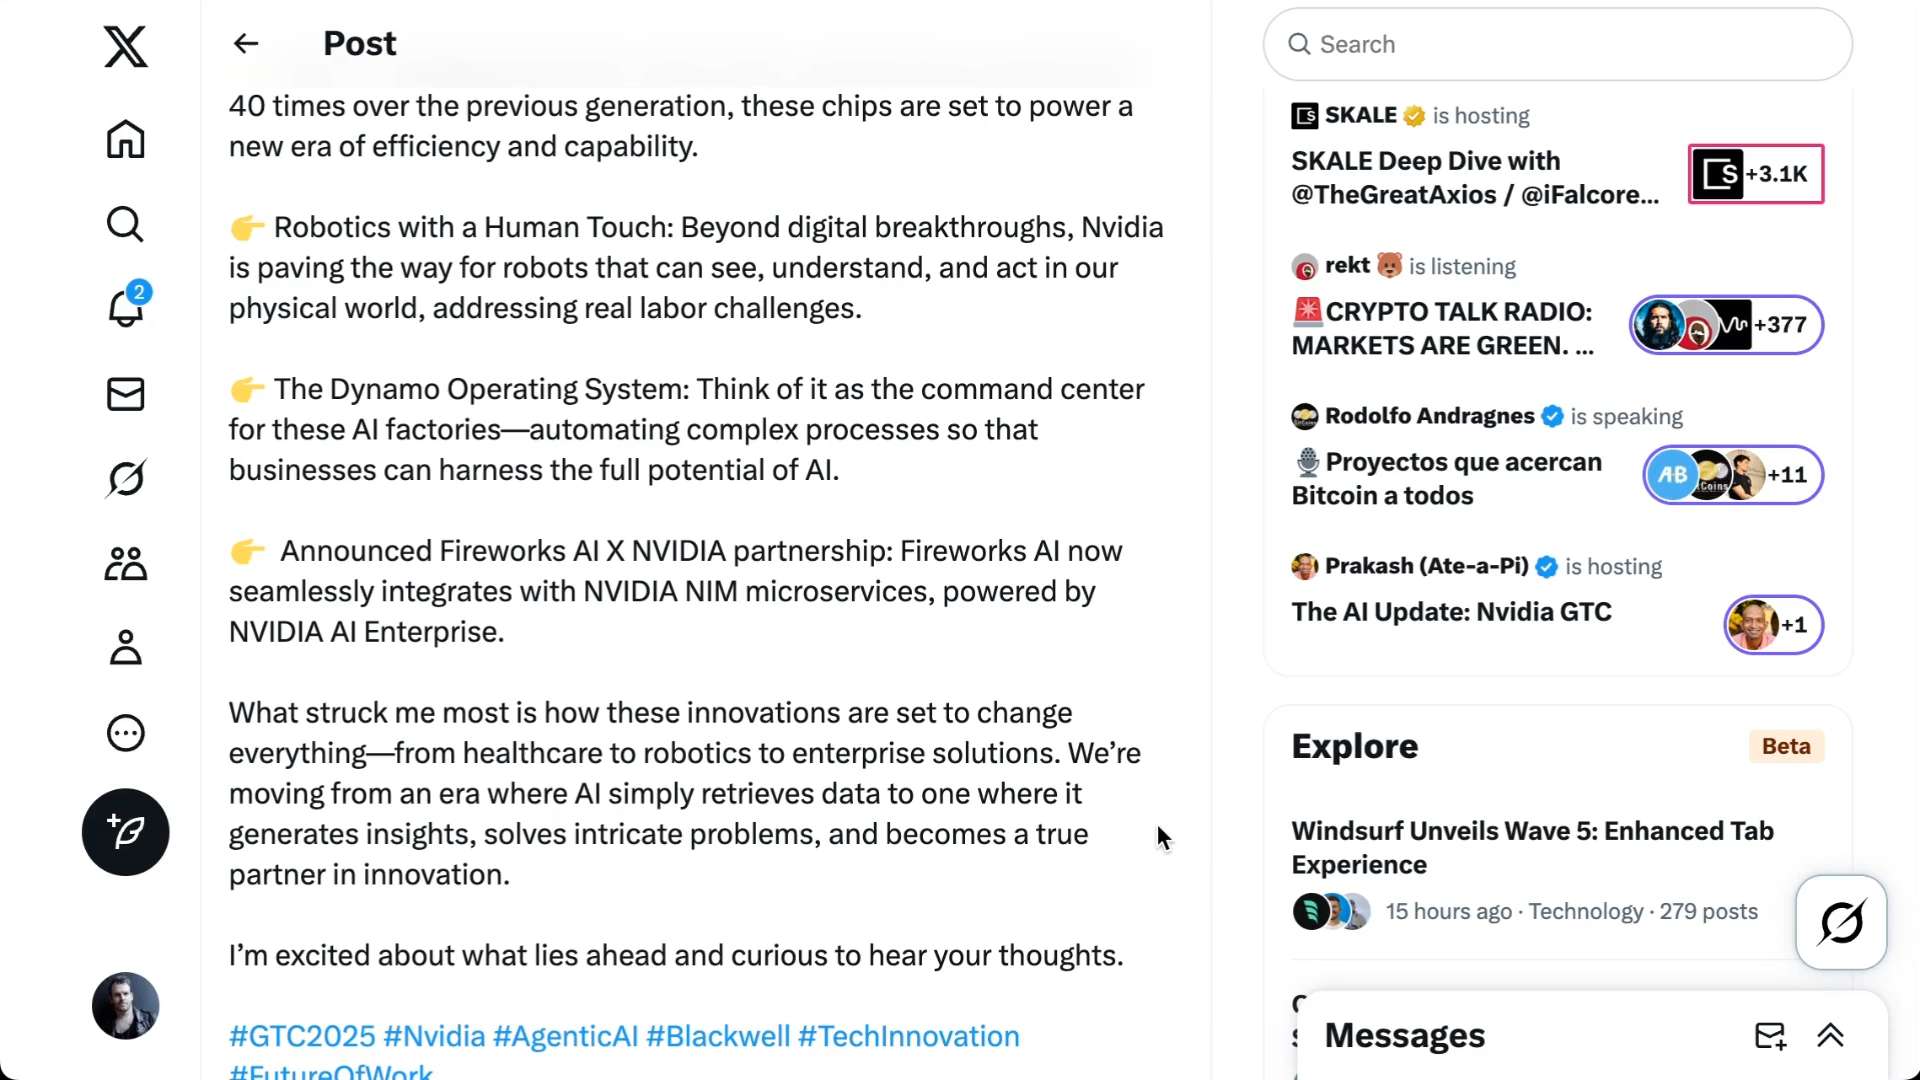 Post
40 times over the previous generation, these chips are set to power a
new era of efficiency and capability.
👉 Robotics with a Human Touch: Beyond digital breakthroughs, Nvidia
is paving the way for robots that can see, understand, and act in our
physical world, addressing real labor challenges.
👉 The Dynamo Operating System: Think of it as the command center
for these AI factories—automating complex processes so that
businesses can harness the full potential of AI.
👉 Announced Fireworks AI X NVIDIA partnership: Fireworks AI now
seamlessly integrates with NVIDIA NIM microservices, powered by
NVIDIA AI Enterprise.
What struck me most is how these innovations are set to change
everything—from healthcare to robotics to enterprise solutions. We’re
moving from an era where AI simply retrieves data to one where it
generates insights, solves intricate problems, and becomes a true
partner in innovation.
I’m excited about what lies ahead and curious to hear your thoughts.
#GTC2025 #Nvidia #AgenticAI #Blackwell #TechInnovation
#FutureOfWork
2
Search
SKALE is hosting
SKALE Deep Dive with
@TheGreatAxios / @iFalcore...
+3.1K
rekt 🐻 is listening
🚨CRYPTO TALK RADIO:
MARKETS ARE GREEN. ...
+377
Rodolfo Andragnes is speaking
🎙️Proyectos que acercan
Bitcoin a todos
AB
+11
Prakash (Ate-a-Pi) is hosting
The AI Update: Nvidia GTC
+1
Explore
Beta
Windsurf Unveils Wave 5: Enhanced Tab
Experience
15 hours ago · Technology · 279 posts
Messages